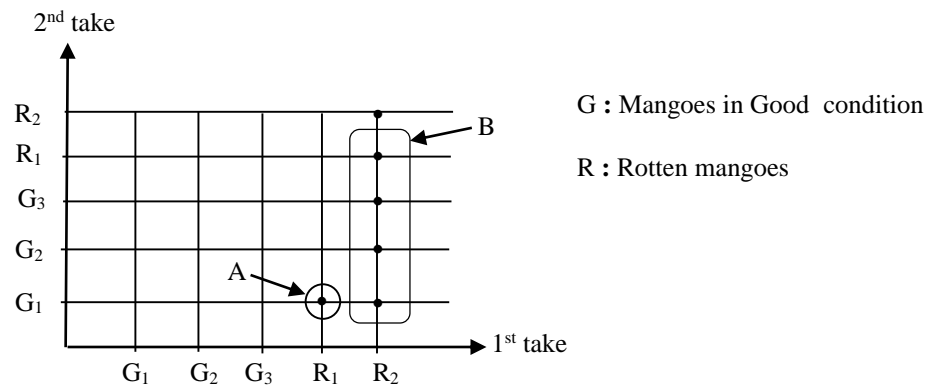 2nd take
R2
R1
G3
G2
G1
A
B
1st take
G1 G2 G3 R1 R2
G : Mangoes in Good condition
R : Rotten mangoes